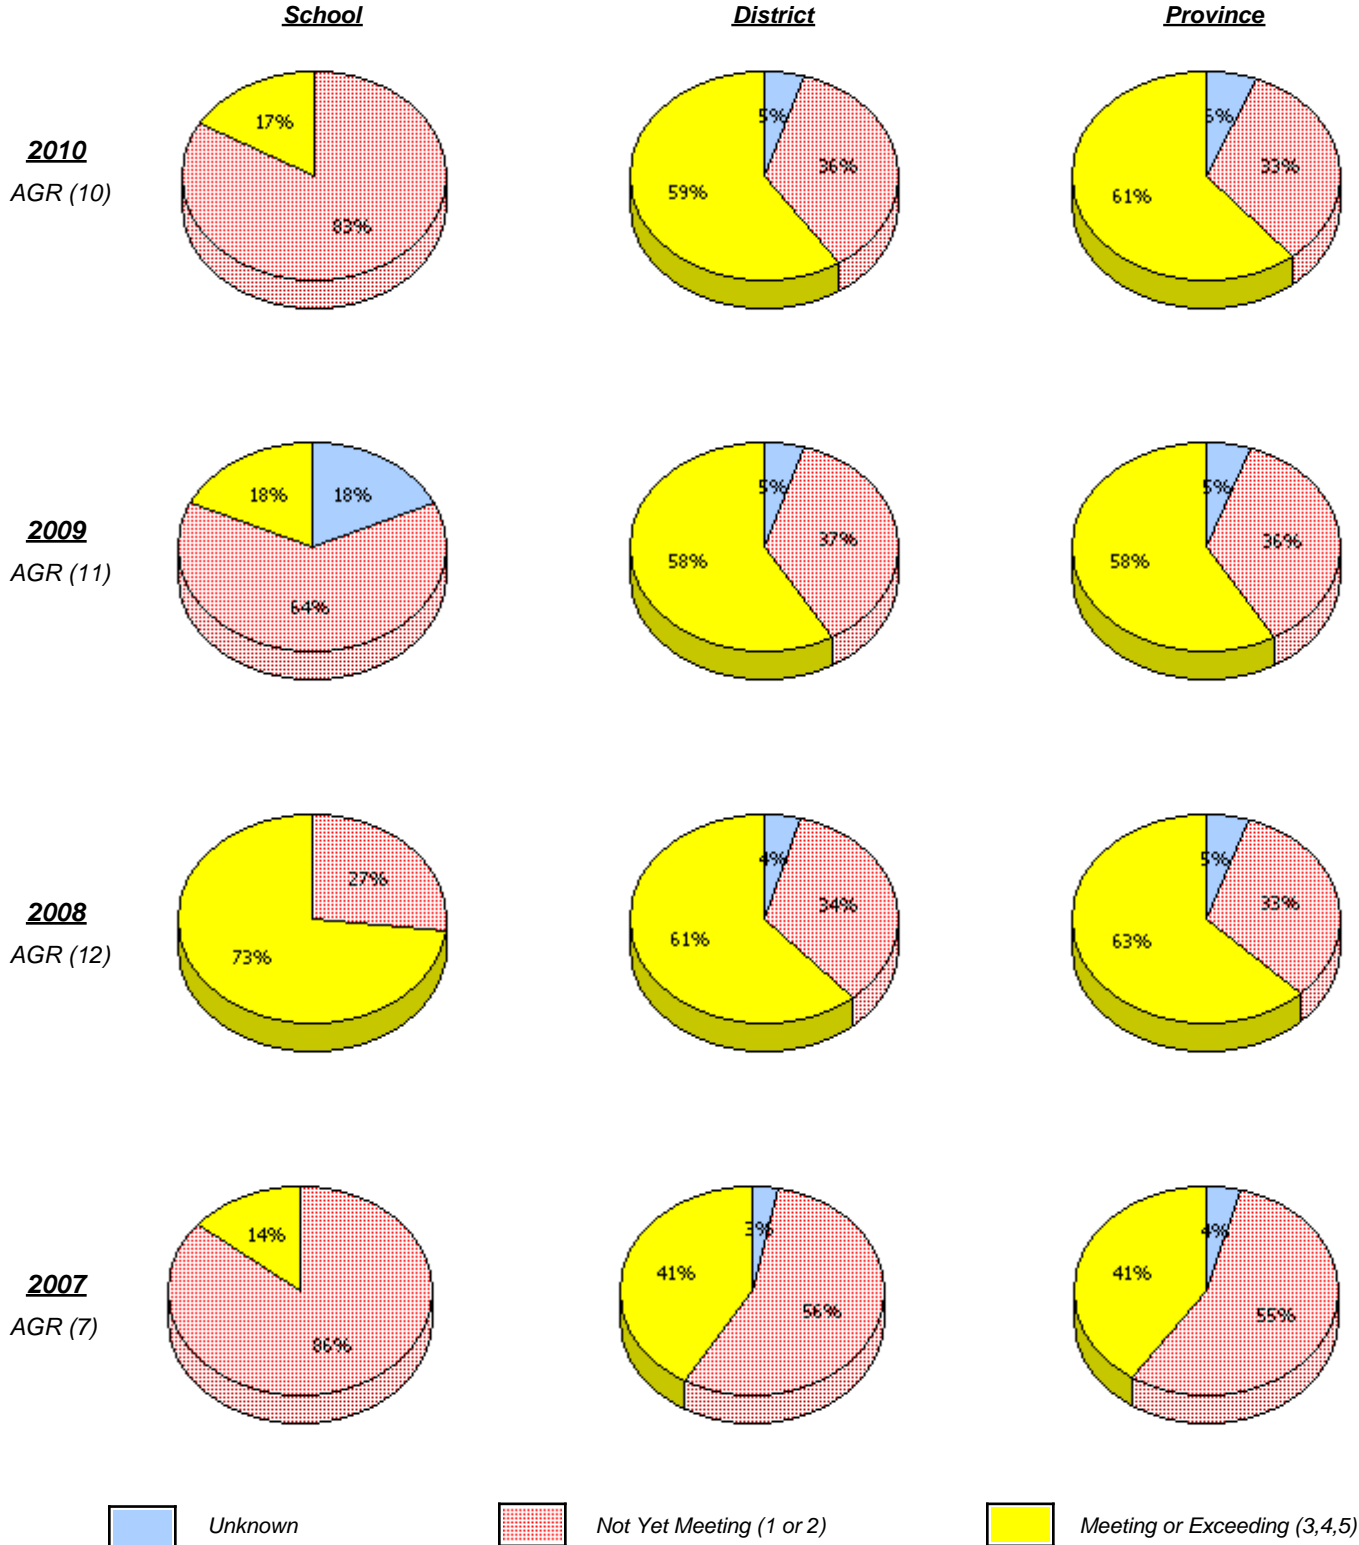 School District Province
17% 83% 5% 36% 59% 6% 33% 61%
2010
AGR (10)
18% 18% 64% 5% 37% 58% 5% 36% 58%
2009
AGR (11)
27% 73% 4% 34% 61% 5% 33% 63%
2008
AGR (12)
14% 86% 3% 41% 56% 4% 41% 55%
2007
AGR (7)
Unknown Not Yet Meeting (1 or 2) Meeting or Exceeding (3,4,5)